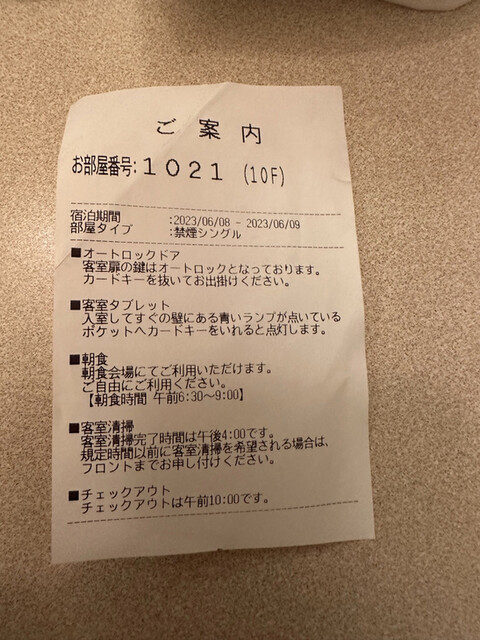 ご案内
お部屋番号:1021 (10F)
宿泊期間 :2023/06/08 - 2023/06/09
部屋タイプ :禁煙シングル
■オートロックドア
客室扉の鍵はオートロックとなっております。
カードキーを抜いてお出掛けください。
■客室タブレット
入室してすぐの壁にある青いランプが点いている
ポケットへカードキーをいれると点灯します。
■朝食
朝食会場にてご利用いただけます。
ご自由にご利用ください。
【朝食時間 午前6:30～9:00】
■客室清掃
客室清掃完了時間は午後4:00です。
規定時間以前に客室清掃を希望される場合は、
フロントまでお申し付けください。
■チェックアウト
チェックアウトは午前10:00です。